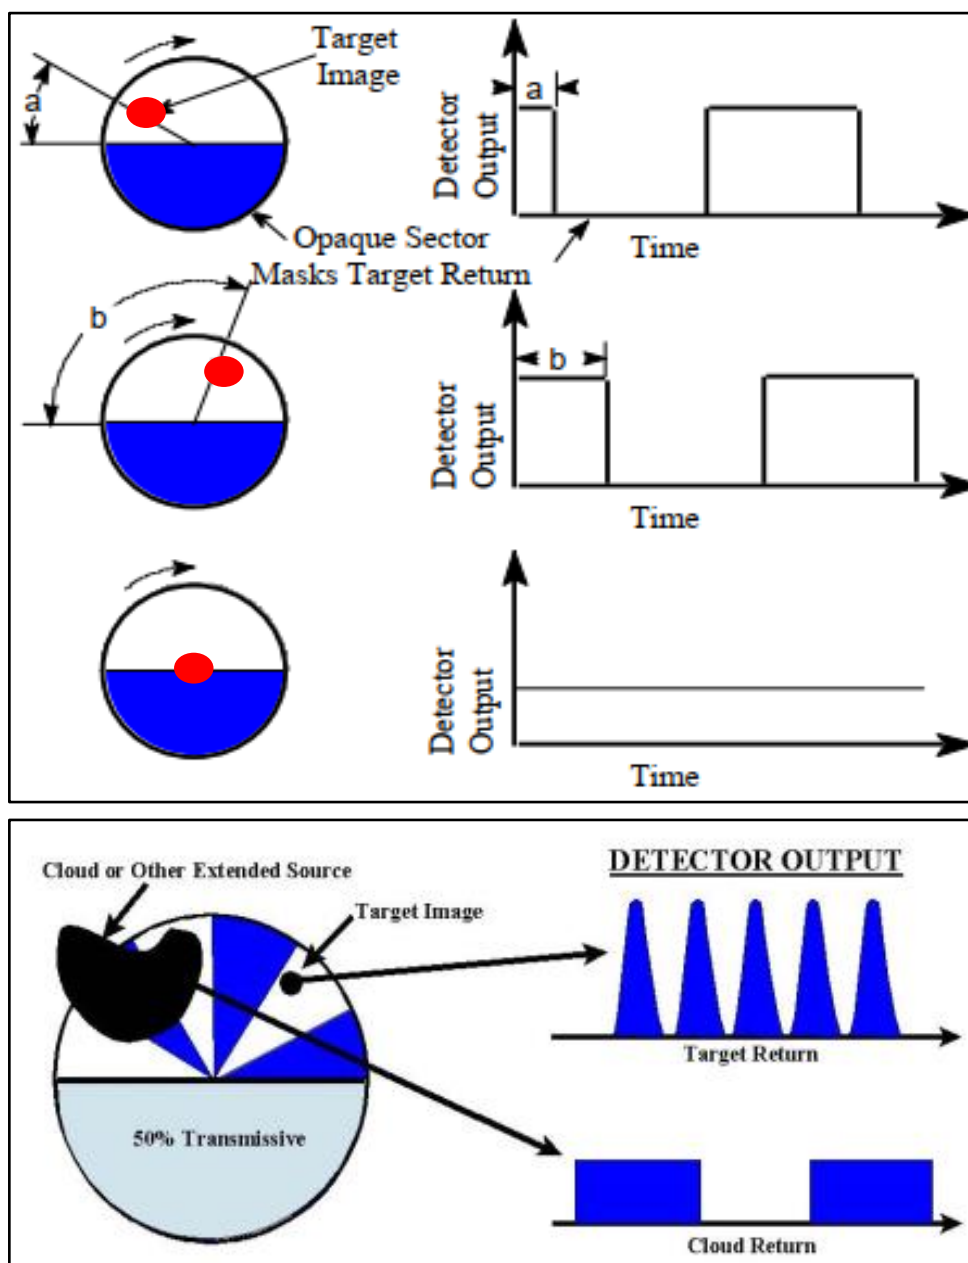 Target
Image
a
a
Detector
Output
Time
Opaque Sector
Masks Target Return
b
b
Detector
Output
Time
Detector
Output
Time
Cloud or Other Extended Source
Target Image
50% Transmissive
DETECTOR OUTPUT
Target Return
Cloud Return